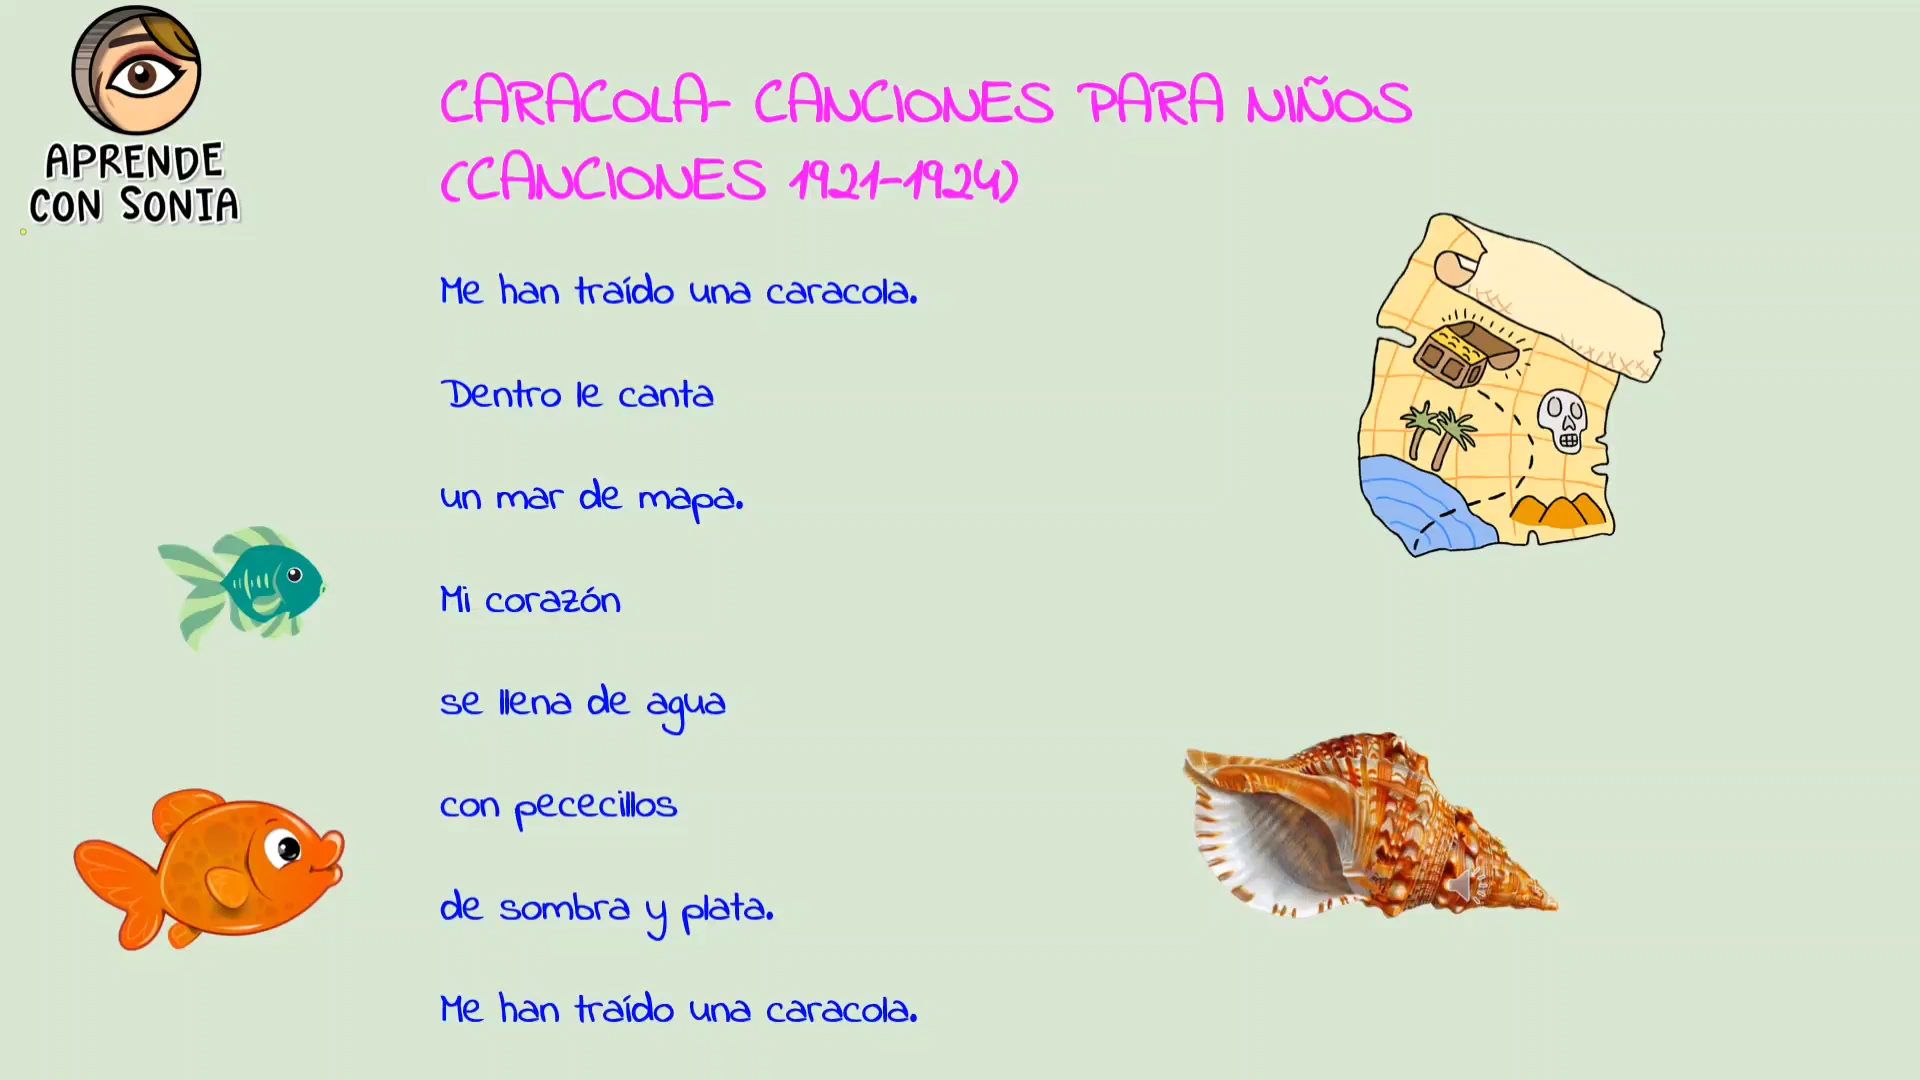 APRENDE
CON SONIA
CARACOLA- CANCIONES PARA NIÑOS
(CANCIONES 1921-1924)
Me han traído una caracola.
Dentro le canta
un mar de mapa.
Mi corazón
se llena de agua
con pececillos
de sombra y plata.
Me han traído una caracola.